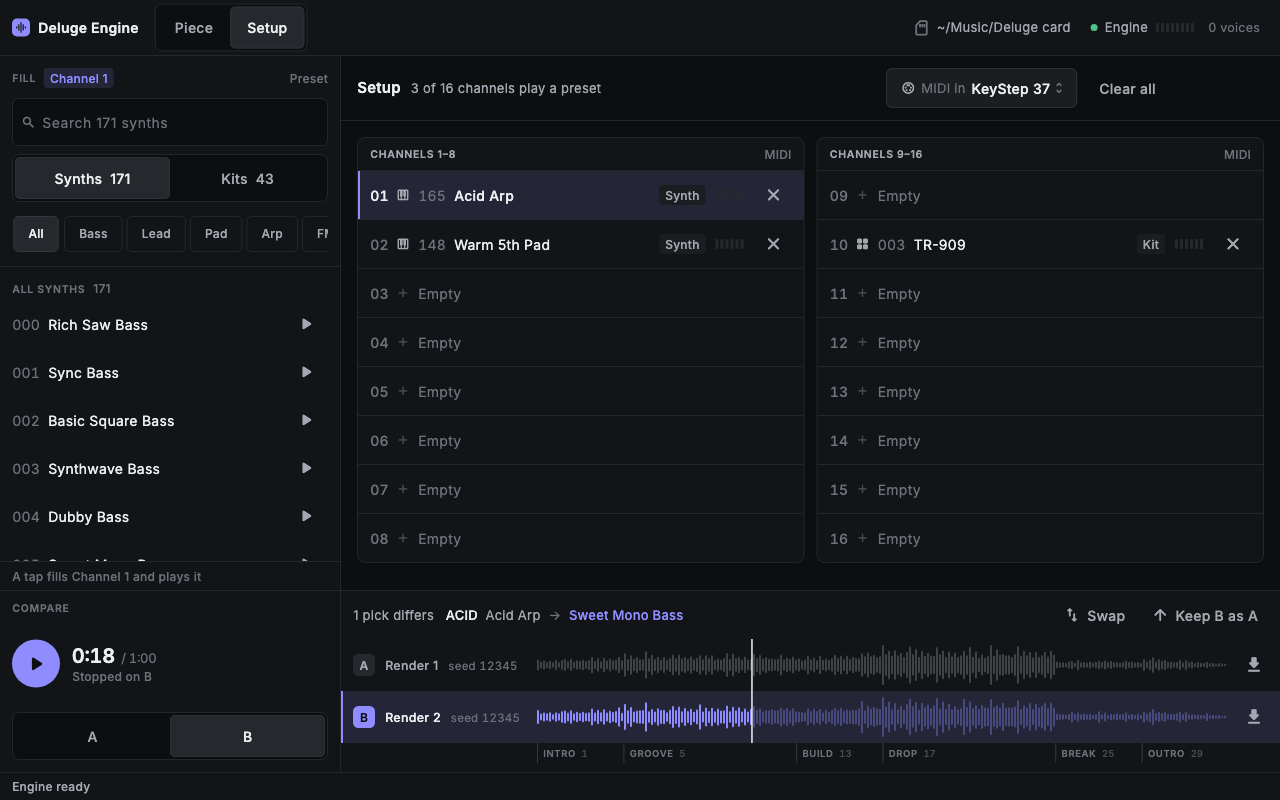 Deluge Engine Piece Setup ~/Music/Deluge card Engine 0 voices
FILL Channel 1 Preset
Search 171 synths
Synths 171 Kits 43
All Bass Lead Pad Arp
ALL SYNTHS 171
000 Rich Saw Bass
001 Sync Bass
002 Basic Square Bass
003 Synthwave Bass
004 Dubby Bass
A tap fills Channel 1 and plays it
Setup 3 of 16 channels play a preset MIDI in KeyStep 37 Clear all
CHANNELS 1–8 MIDI
01 165 Acid Arp Synth
02 148 Warm 5th Pad Synth
03 + Empty
04 + Empty
05 + Empty
06 + Empty
07 + Empty
08 + Empty
CHANNELS 9–16 MIDI
09 + Empty
10 003 TR-909 Kit
11 + Empty
12 + Empty
13 + Empty
14 + Empty
15 + Empty
16 + Empty
COMPARE
0:18 / 1:00
Stopped on B
A B
1 pick differs ACID Acid Arp → Sweet Mono Bass Swap Keep B as A
A Render 1 seed 12345
B Render 2 seed 12345
INTRO 1 GROOVE 5 BUILD 13 DROP 17 BREAK 25 OUTRO 29
Engine ready